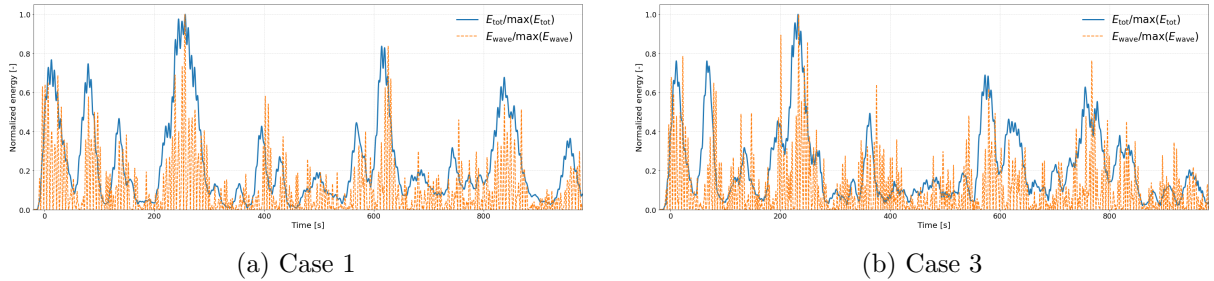 1.0
0.8
0.6
0.4
0.2
0.0
Normalized energy [-]
0
200
400
600
800
Time [s]
E_tot/max(E_tot)
E_wave/max(E_wave)
(a) Case 1
1.0
0.8
0.6
0.4
0.2
0.0
Normalized energy [-]
0
200
400
600
800
Time [s]
E_tot/max(E_tot)
E_wave/max(E_wave)
(b) Case 3